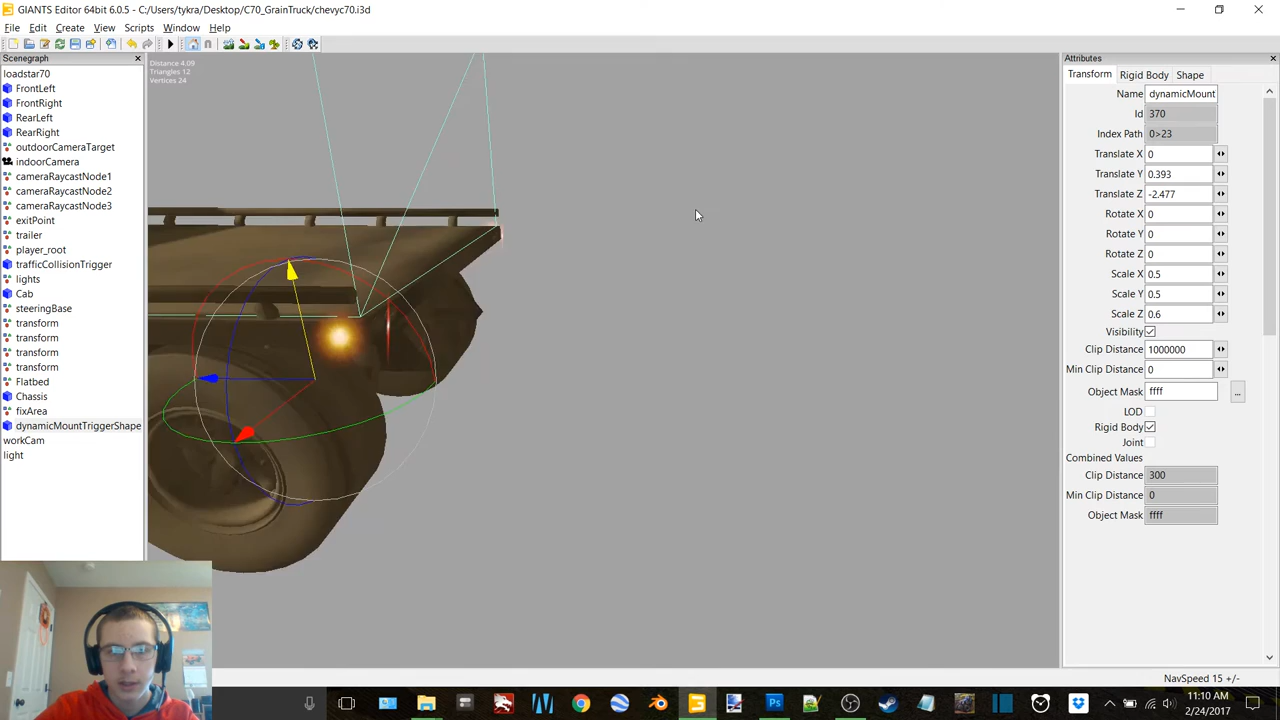 GIANTS Editor 64bit 6.0.5 - C:/Users/tykra/Desktop/C70_GrainTruck/chevyc70.i3d
File Edit Create View Scripts Window Help
Scenegraph
loadstar70
FrontLeft
FrontRight
RearLeft
RearRight
outdoorCameraTarget
indoorCamera
cameraRaycastNode1
cameraRaycastNode2
cameraRaycastNode3
exitPoint
trailer
player_root
trafficCollisionTrigger
lights
Cab
steeringBase
transform
transform
transform
transform
Flatbed
Chassis
fixArea
dynamicMountTriggerShape
workCam
light
Distance 4.09
Triangles 12
Vertices 24
Attributes
Transform Rigid Body Shape
Name dynamicMount
Id 370
Index Path 0>23
Translate X 0
Translate Y 0.393
Translate Z -2.477
Rotate X 0
Rotate Y 0
Rotate Z 0
Scale X 0.5
Scale Y 0.5
Scale Z 0.6
Visibility
Clip Distance 1000000
Min Clip Distance 0
Object Mask ffff ...
LOD
Rigid Body
Joint
Combined Values
Clip Distance 300
Min Clip Distance 0
Object Mask ffff
NavSpeed 15 +/-
11:10 AM
2/24/2017